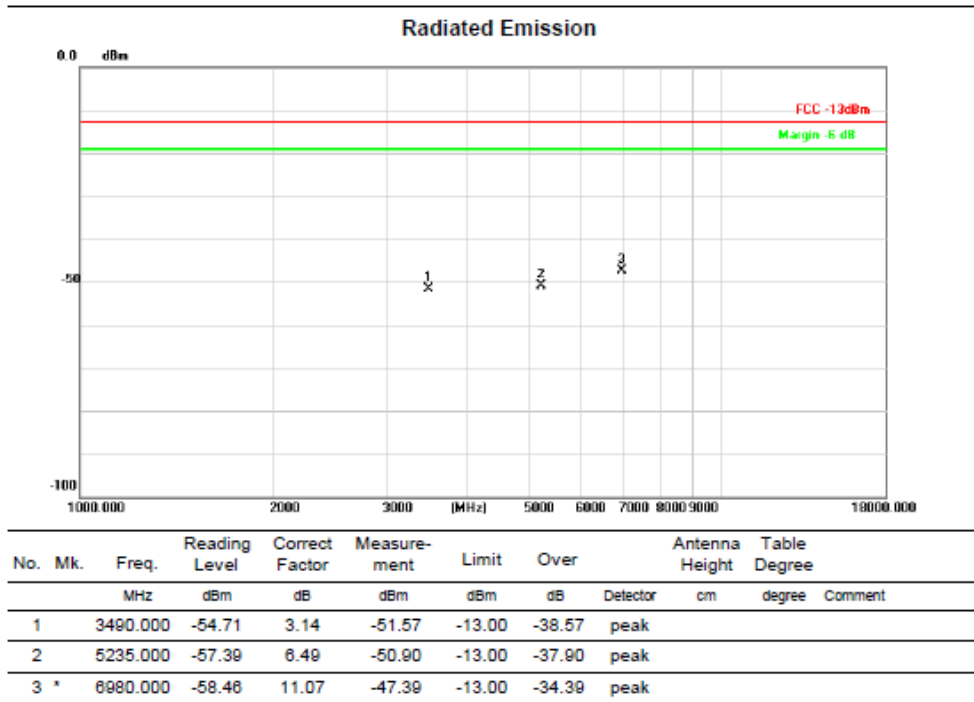 Radiated Emission
0.0 dBm
FCC -13dBm
Margin -6 dB
1
2
3
-50
-100
1000.000 2000 3000 (MHz) 5000 6000 7000 8000 9000 18000.000
No. Mk. Freq. Reading Level Correct Factor Measure-ment Limit Over Antenna Height Table Degree
MHz dBm dB dBm dBm dB Detector cm degree Comment
1 3490.000 -54.71 3.14 -51.57 -13.00 -38.57 peak
2 5235.000 -57.39 6.49 -50.90 -13.00 -37.90 peak
3 * 6980.000 -58.46 11.07 -47.39 -13.00 -34.39 peak